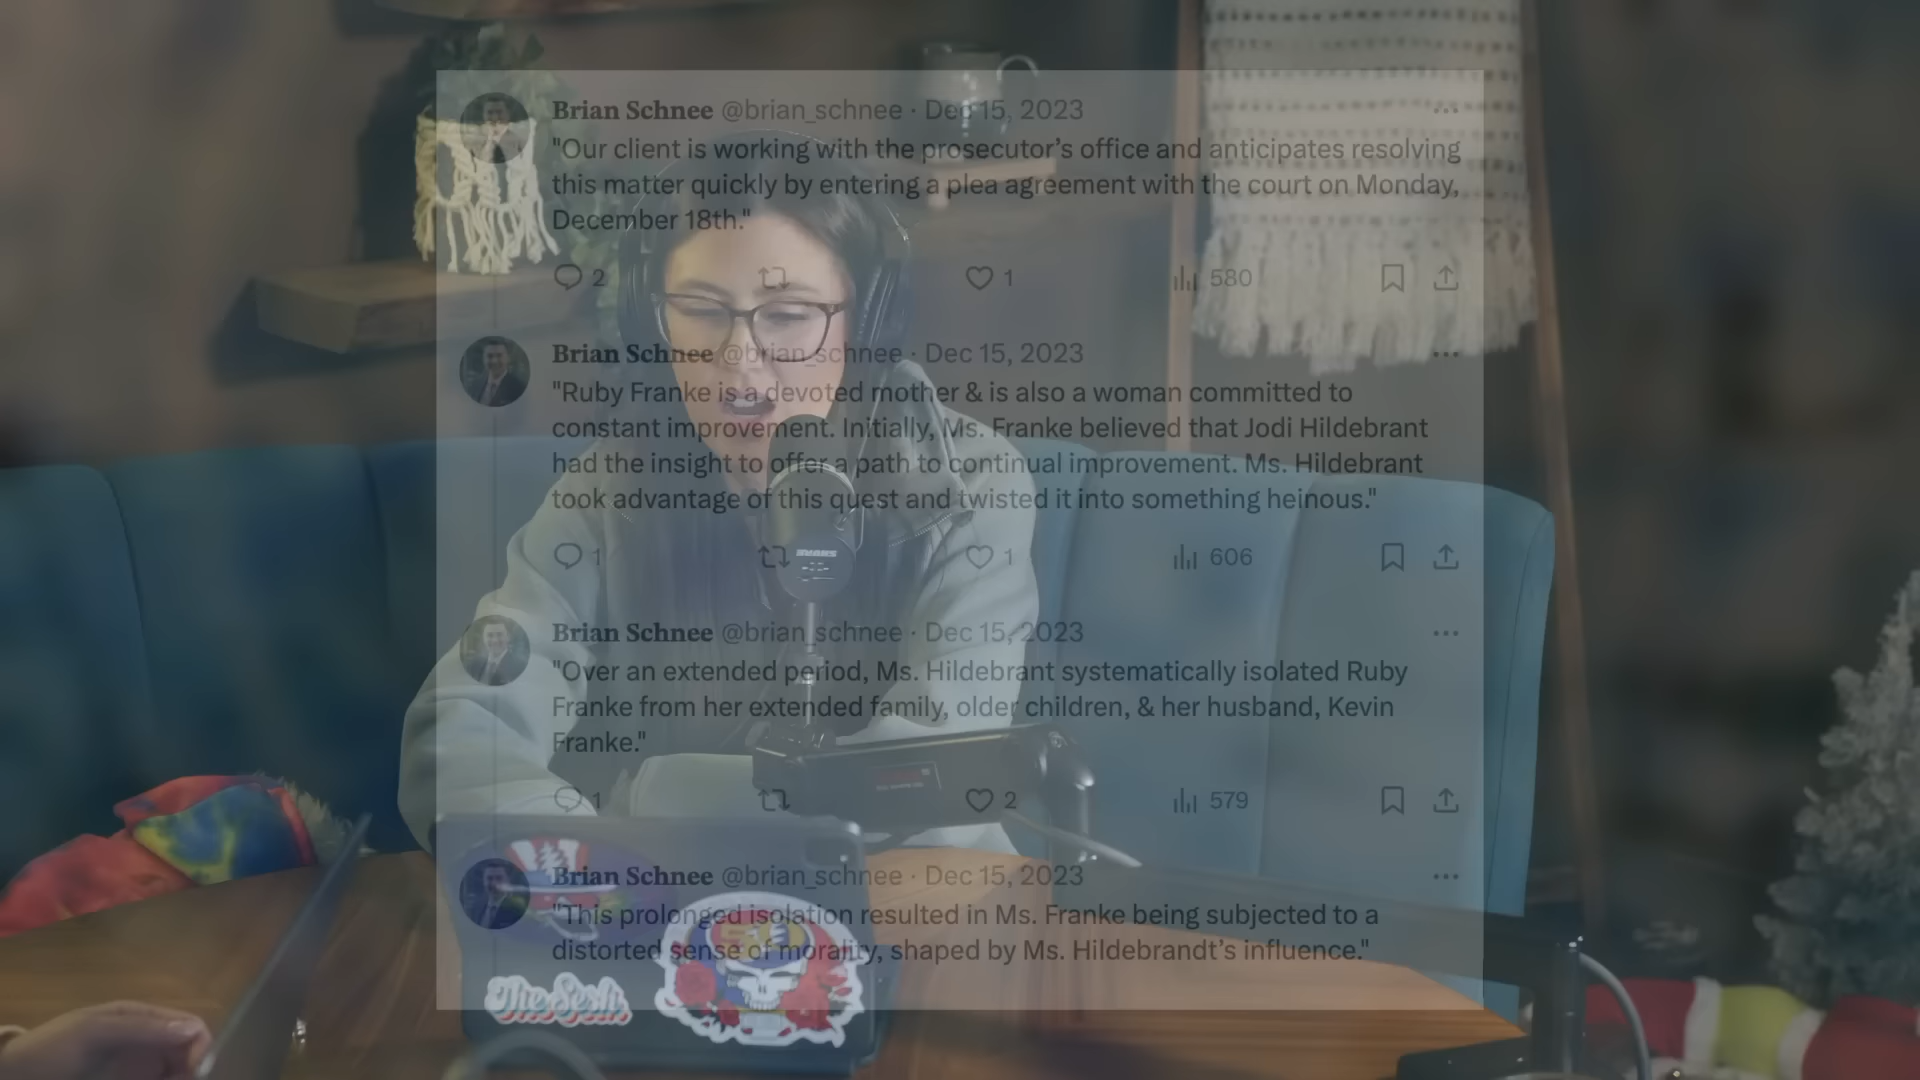 Brian Schnee @brian_schnee · Dec 15, 2023
"Our client is working with the prosecutor's office and anticipates resolving
this matter quickly by entering a plea agreement with the court on Monday,
December 18th."
2 1 580
Brian Schnee @brian_schnee · Dec 15, 2023
"Ruby Franke is a devoted mother & is also a woman committed to
constant improvement. Initially, Ms. Franke believed that Jodi Hildebrant
had the insight to offer a path to continual improvement. Ms. Hildebrant
took advantage of this quest and twisted it into something heinous."
1 1 606
Brian Schnee @brian_schnee · Dec 15, 2023
"Over an extended period, Ms. Hildebrant systematically isolated Ruby
Franke from her extended family, older children, & her husband, Kevin
Franke."
1 2 579
Brian Schnee @brian_schnee · Dec 15, 2023
"This prolonged isolation resulted in Ms. Franke being subjected to a
distorted sense of morality, shaped by Ms. Hildebrandt's influence."
The Sesh